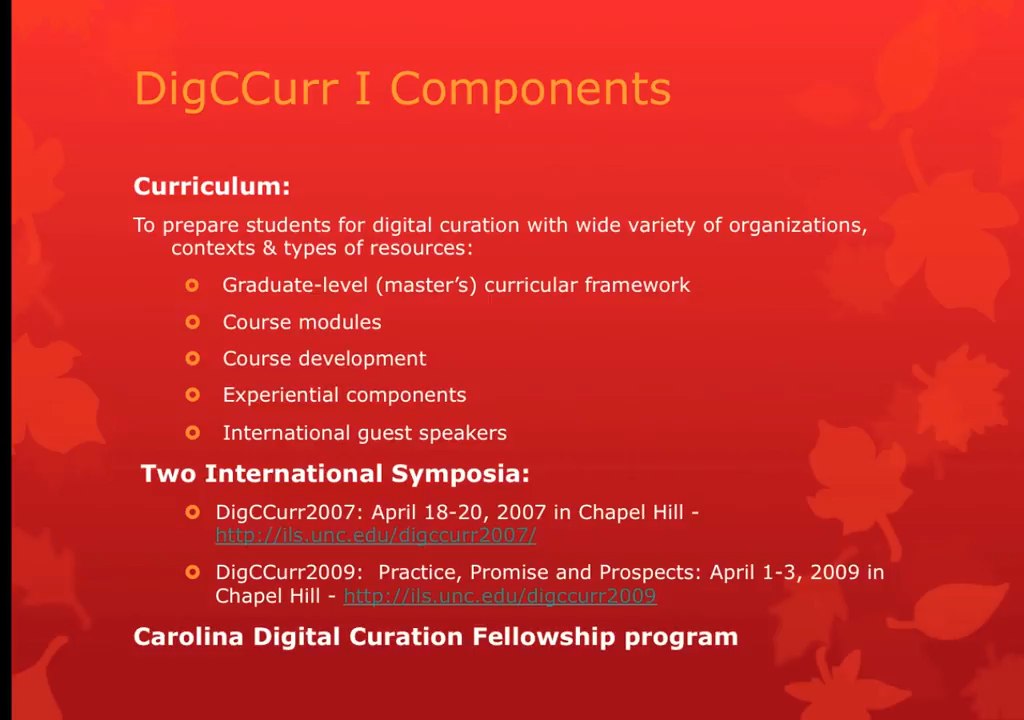 DigCCurr I Components
Curriculum:
To prepare students for digital curation with wide variety of organizations,
contexts & types of resources:
Graduate-level (master’s) curricular framework
Course modules
Course development
Experiential components
International guest speakers
Two International Symposia:
DigCCurr2007: April 18-20, 2007 in Chapel Hill -
http://ils.unc.edu/digccurr2007/
DigCCurr2009:  Practice, Promise and Prospects: April 1-3, 2009 in
Chapel Hill - http://ils.unc.edu/digccurr2009
Carolina Digital Curation Fellowship program